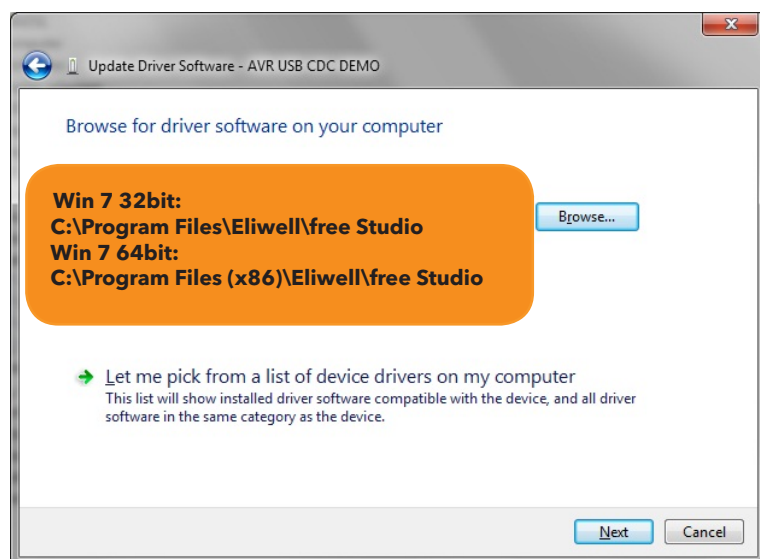 Update Driver Software - AVR USB CDC DEMO
Browse for driver software on your computer
Win 7 32bit:
C:\Program Files\Eliwell\free Studio
Win 7 64bit:
C:\Program Files (x86)\Eliwell\free Studio
Browse...
Let me pick from a list of device drivers on my computer
This list will show installed driver software compatible with the device, and all driver
software in the same category as the device.
Next
Cancel